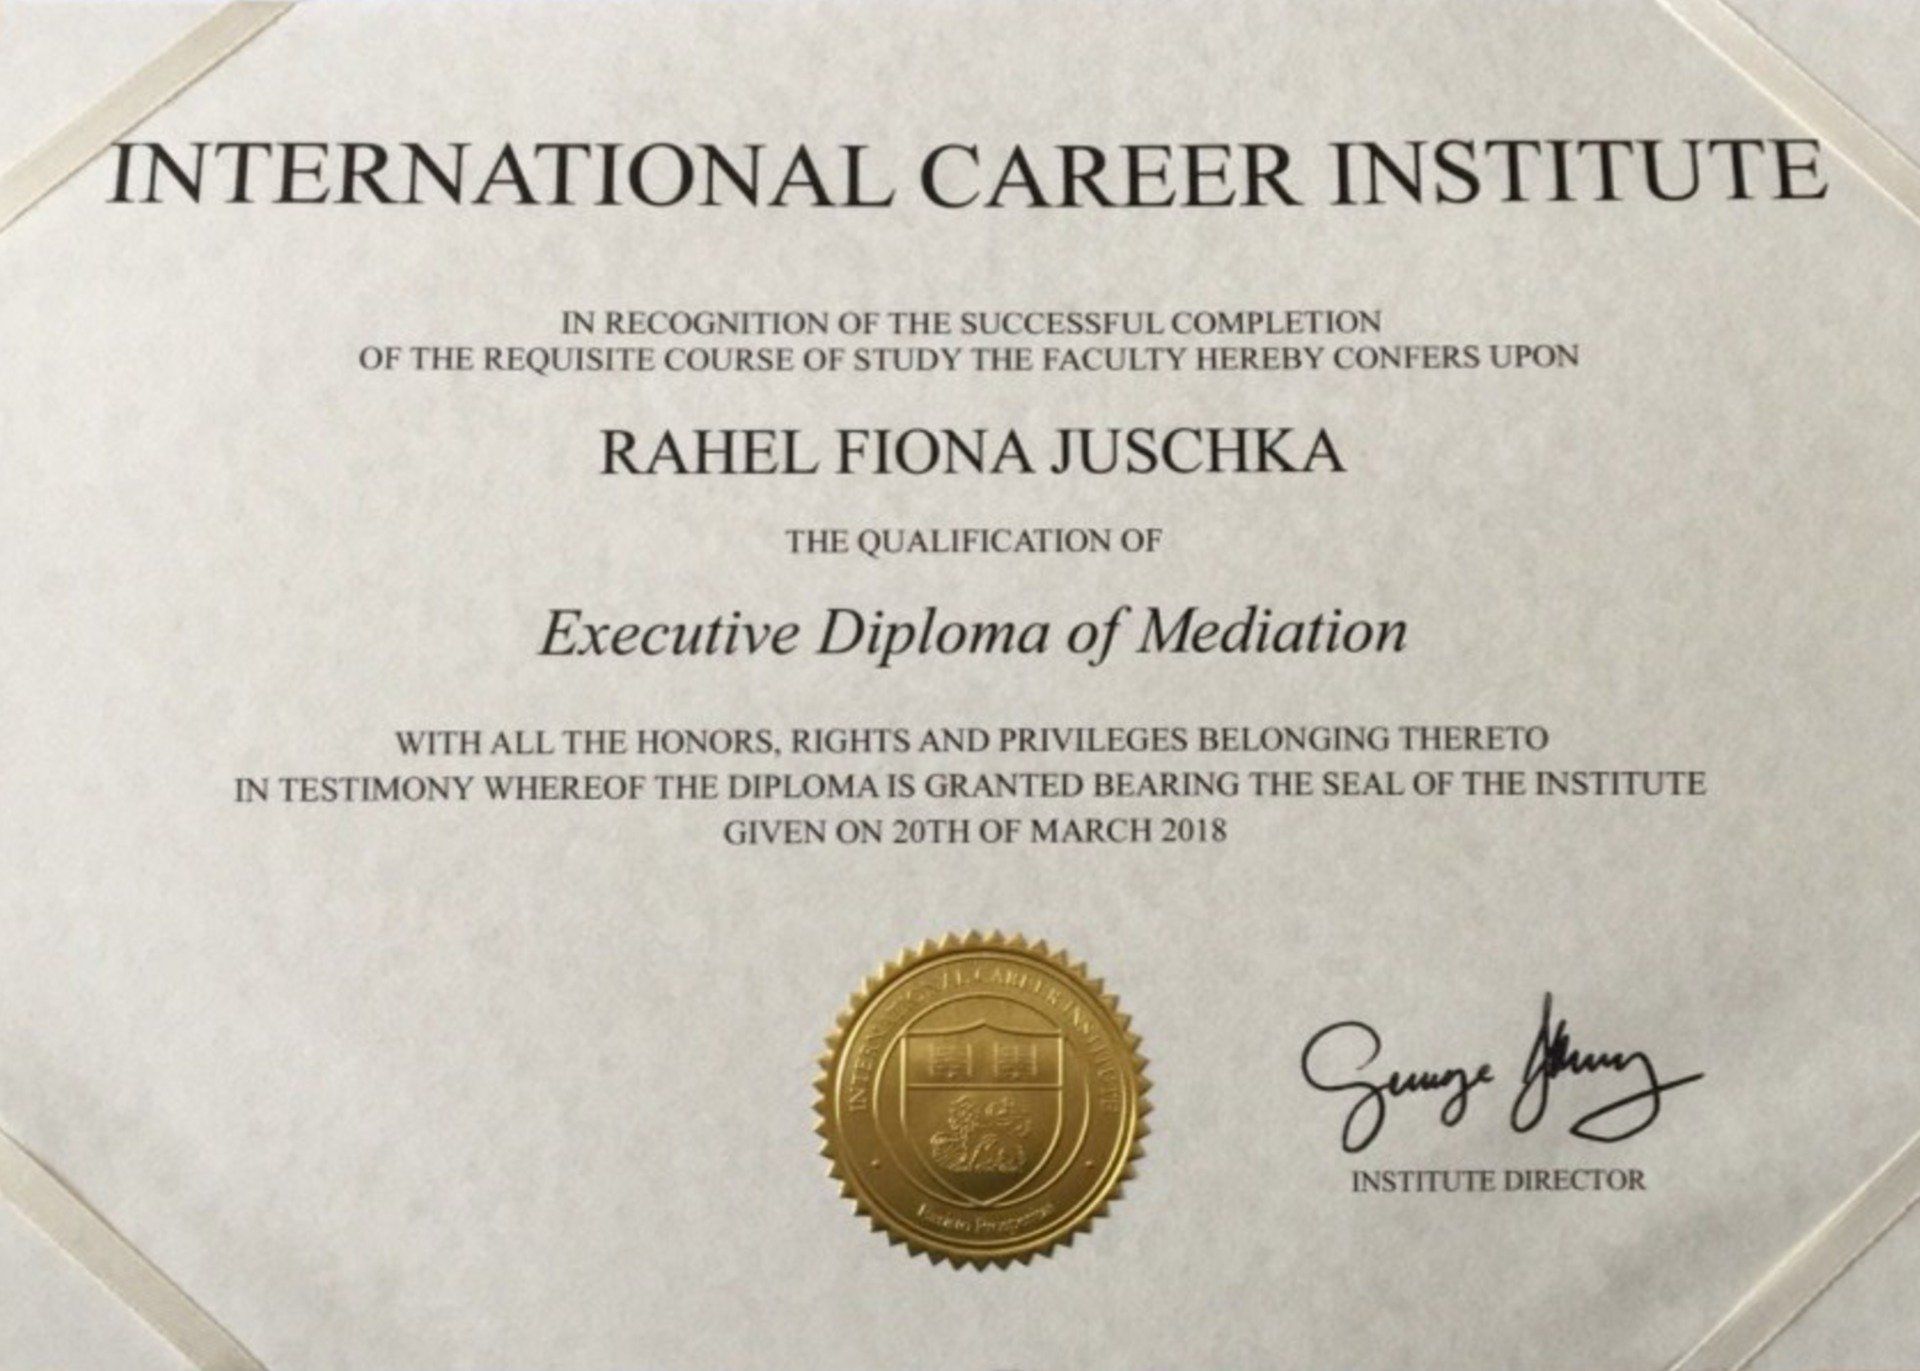 INTERNATIONAL CAREER INSTITUTE
IN RECOGNITION OF THE SUCCESSFUL COMPLETION
OF THE REQUISITE COURSE OF STUDY THE FACULTY HEREBY CONFERS UPON
RAHEL FIONA JUSCHKA
THE QUALIFICATION OF
Executive Diploma of Mediation
WITH ALL THE HONORS, RIGHTS AND PRIVILEGES BELONGING THERETO
IN TESTIMONY WHEREOF THE DIPLOMA IS GRANTED BEARING THE SEAL OF THE INSTITUTE
GIVEN ON 20TH OF MARCH 2018
INTERNATIONAL CAREER INSTITUTE
INSTITUTE DIRECTOR